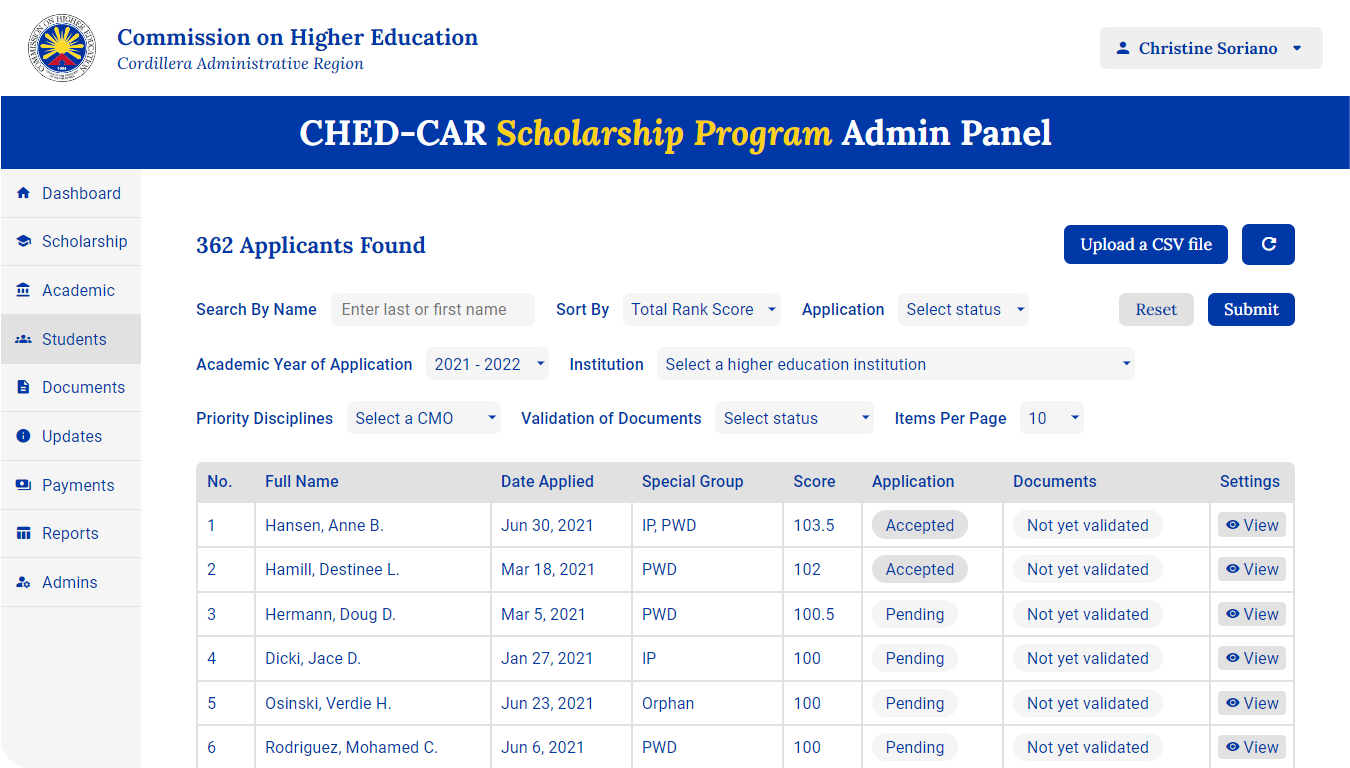 Commission on Higher Education
Cordillera Administrative Region
Christine Soriano
CHED-CAR Scholarship Program Admin Panel
Dashboard
Scholarship
Academic
Students
Documents
Updates
Payments
Reports
Admins
362 Applicants Found
Upload a CSV file
Search By Name Enter last or first name Sort By Total Rank Score Application Select status Reset Submit
Academic Year of Application 2021 - 2022 Institution Select a higher education institution
Priority Disciplines Select a CMO Validation of Documents Select status Items Per Page 10
No. Full Name Date Applied Special Group Score Application Documents Settings
1 Hansen, Anne B. Jun 30, 2021 IP, PWD 103.5 Accepted Not yet validated View
2 Hamill, Destinee L. Mar 18, 2021 PWD 102 Accepted Not yet validated View
3 Hermann, Doug D. Mar 5, 2021 PWD 100.5 Pending Not yet validated View
4 Dicki, Jace D. Jan 27, 2021 IP 100 Pending Not yet validated View
5 Osinski, Verdie H. Jun 23, 2021 Orphan 100 Pending Not yet validated View
6 Rodriguez, Mohamed C. Jun 6, 2021 PWD 100 Pending Not yet validated View